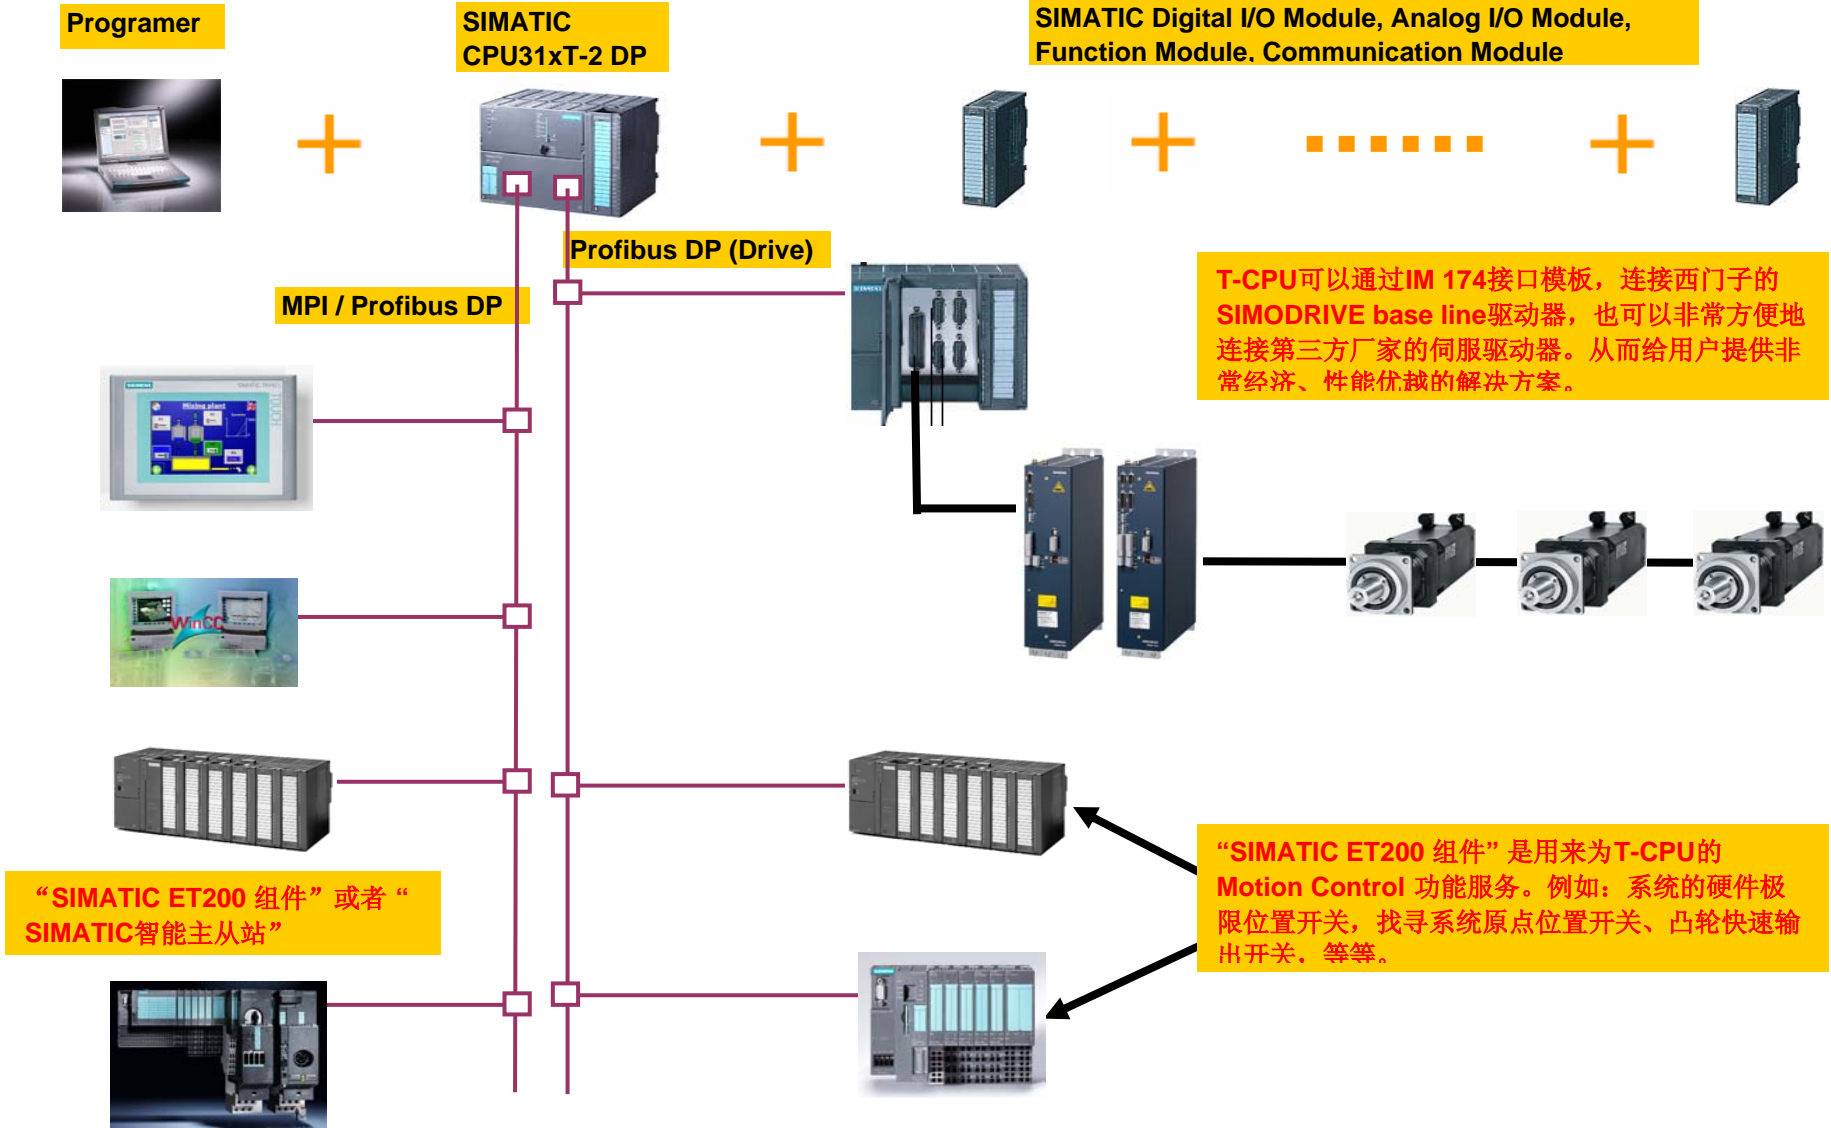 Programer
SIMATIC
CPU31xT-2 DP
SIMATIC Digital I/O Module, Analog I/O Module,
Function Module, Communication Module
Profibus DP (Drive)
MPI / Profibus DP
T-CPU可以通过IM 174接口模板，连接西门子的
SIMODRIVE base line驱动器，也可以非常方便地
连接第三方厂家的伺服驱动器。从而给用户提供非
常经济、性能优越的解决方案。
SIEMENS
Mixing plant
WinCC
“SIMATIC ET200 组件”或者“
SIMATIC智能主从站”
“SIMATIC ET200 组件” 是用来为T-CPU的
Motion Control 功能服务。例如：系统的硬件极
限位置开关，找寻系统原点位置开关、凸轮快速输
出开关，等等。